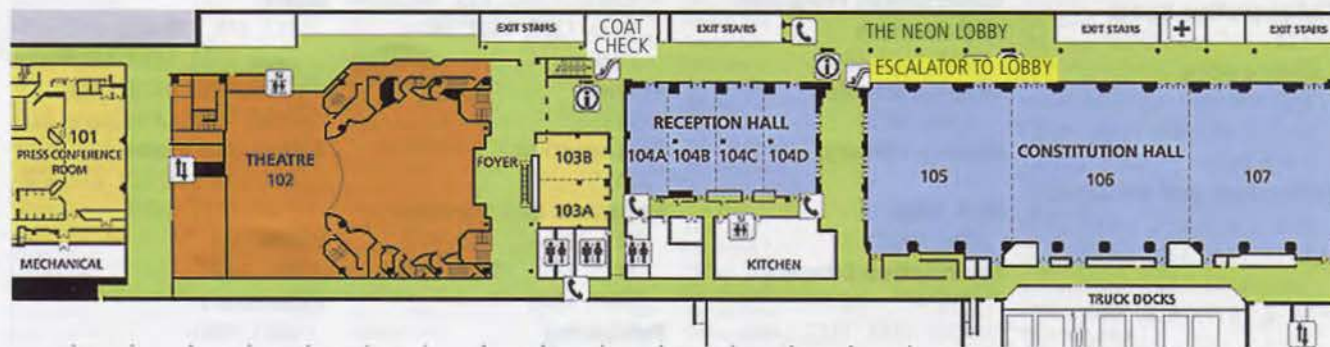 EXIT STAIRS
COAT
CHECK
EXIT STAIRS
THE NEON LOBBY
EXIT STAIRS
EXIT STAIRS
ESCALATOR TO LOBBY
101
PRESS CONFERENCE
ROOM
THEATRE
102
FOYER
103B
103A
RECEPTION HALL
104A
104B
104C
104D
CONSTITUTION HALL
105
106
107
MECHANICAL
KITCHEN
TRUCK DOCKS